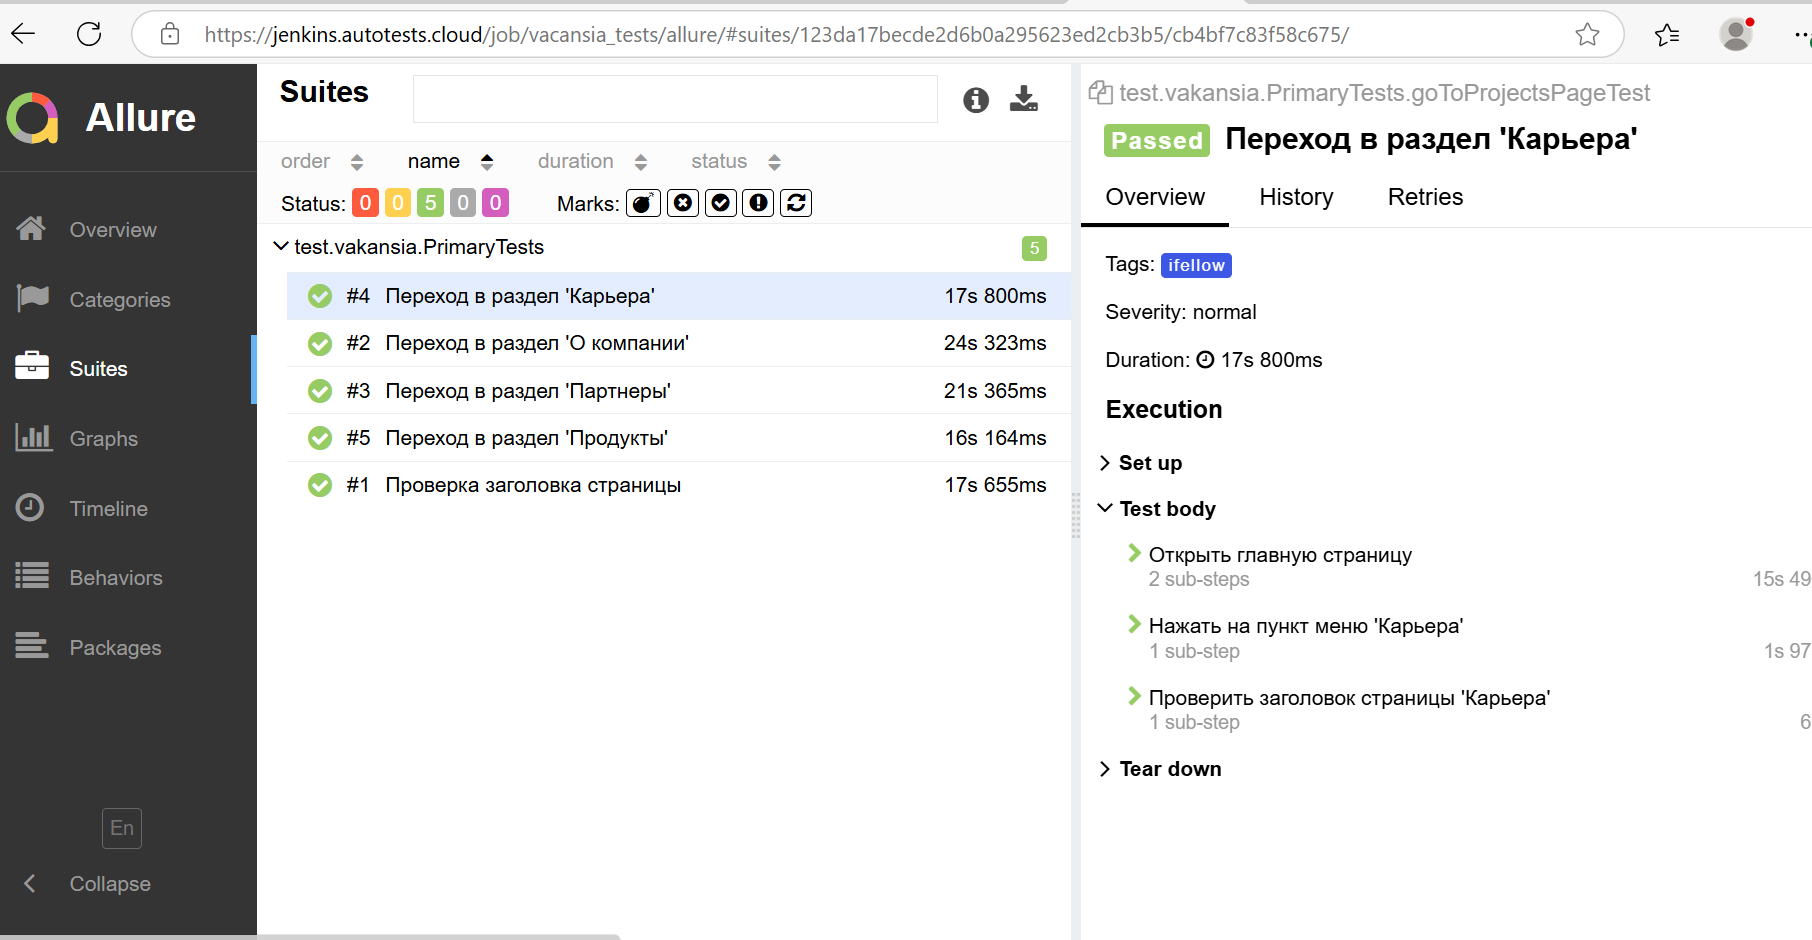 https://jenkins.autotests.cloud/job/vacansia_tests/allure/#suites/123da17becde2d6b0a295623ed2cb3b5/cb4bf7c83f58c675/
Allure
Overview
Categories
Suites
Graphs
Timeline
Behaviors
Packages
En
Collapse
Suites
order name duration status
Status: 0 0 5 0 0 Marks:
test.vakansia.PrimaryTests 5
#4 Переход в раздел 'Карьера' 17s 800ms
#2 Переход в раздел 'О компании' 24s 323ms
#3 Переход в раздел 'Партнеры' 21s 365ms
#5 Переход в раздел 'Продукты' 16s 164ms
#1 Проверка заголовка страницы 17s 655ms
test.vakansia.PrimaryTests.goToProjectsPageTest
Passed Переход в раздел 'Карьера'
Overview History Retries
Tags: ifellow
Severity: normal
Duration: 17s 800ms
Execution
Set up
Test body
Открыть главную страницу
2 sub-steps 15s 49
Нажать на пункт меню 'Карьера'
1 sub-step 1s 97
Проверить заголовок страницы 'Карьера'
1 sub-step 6
Tear down